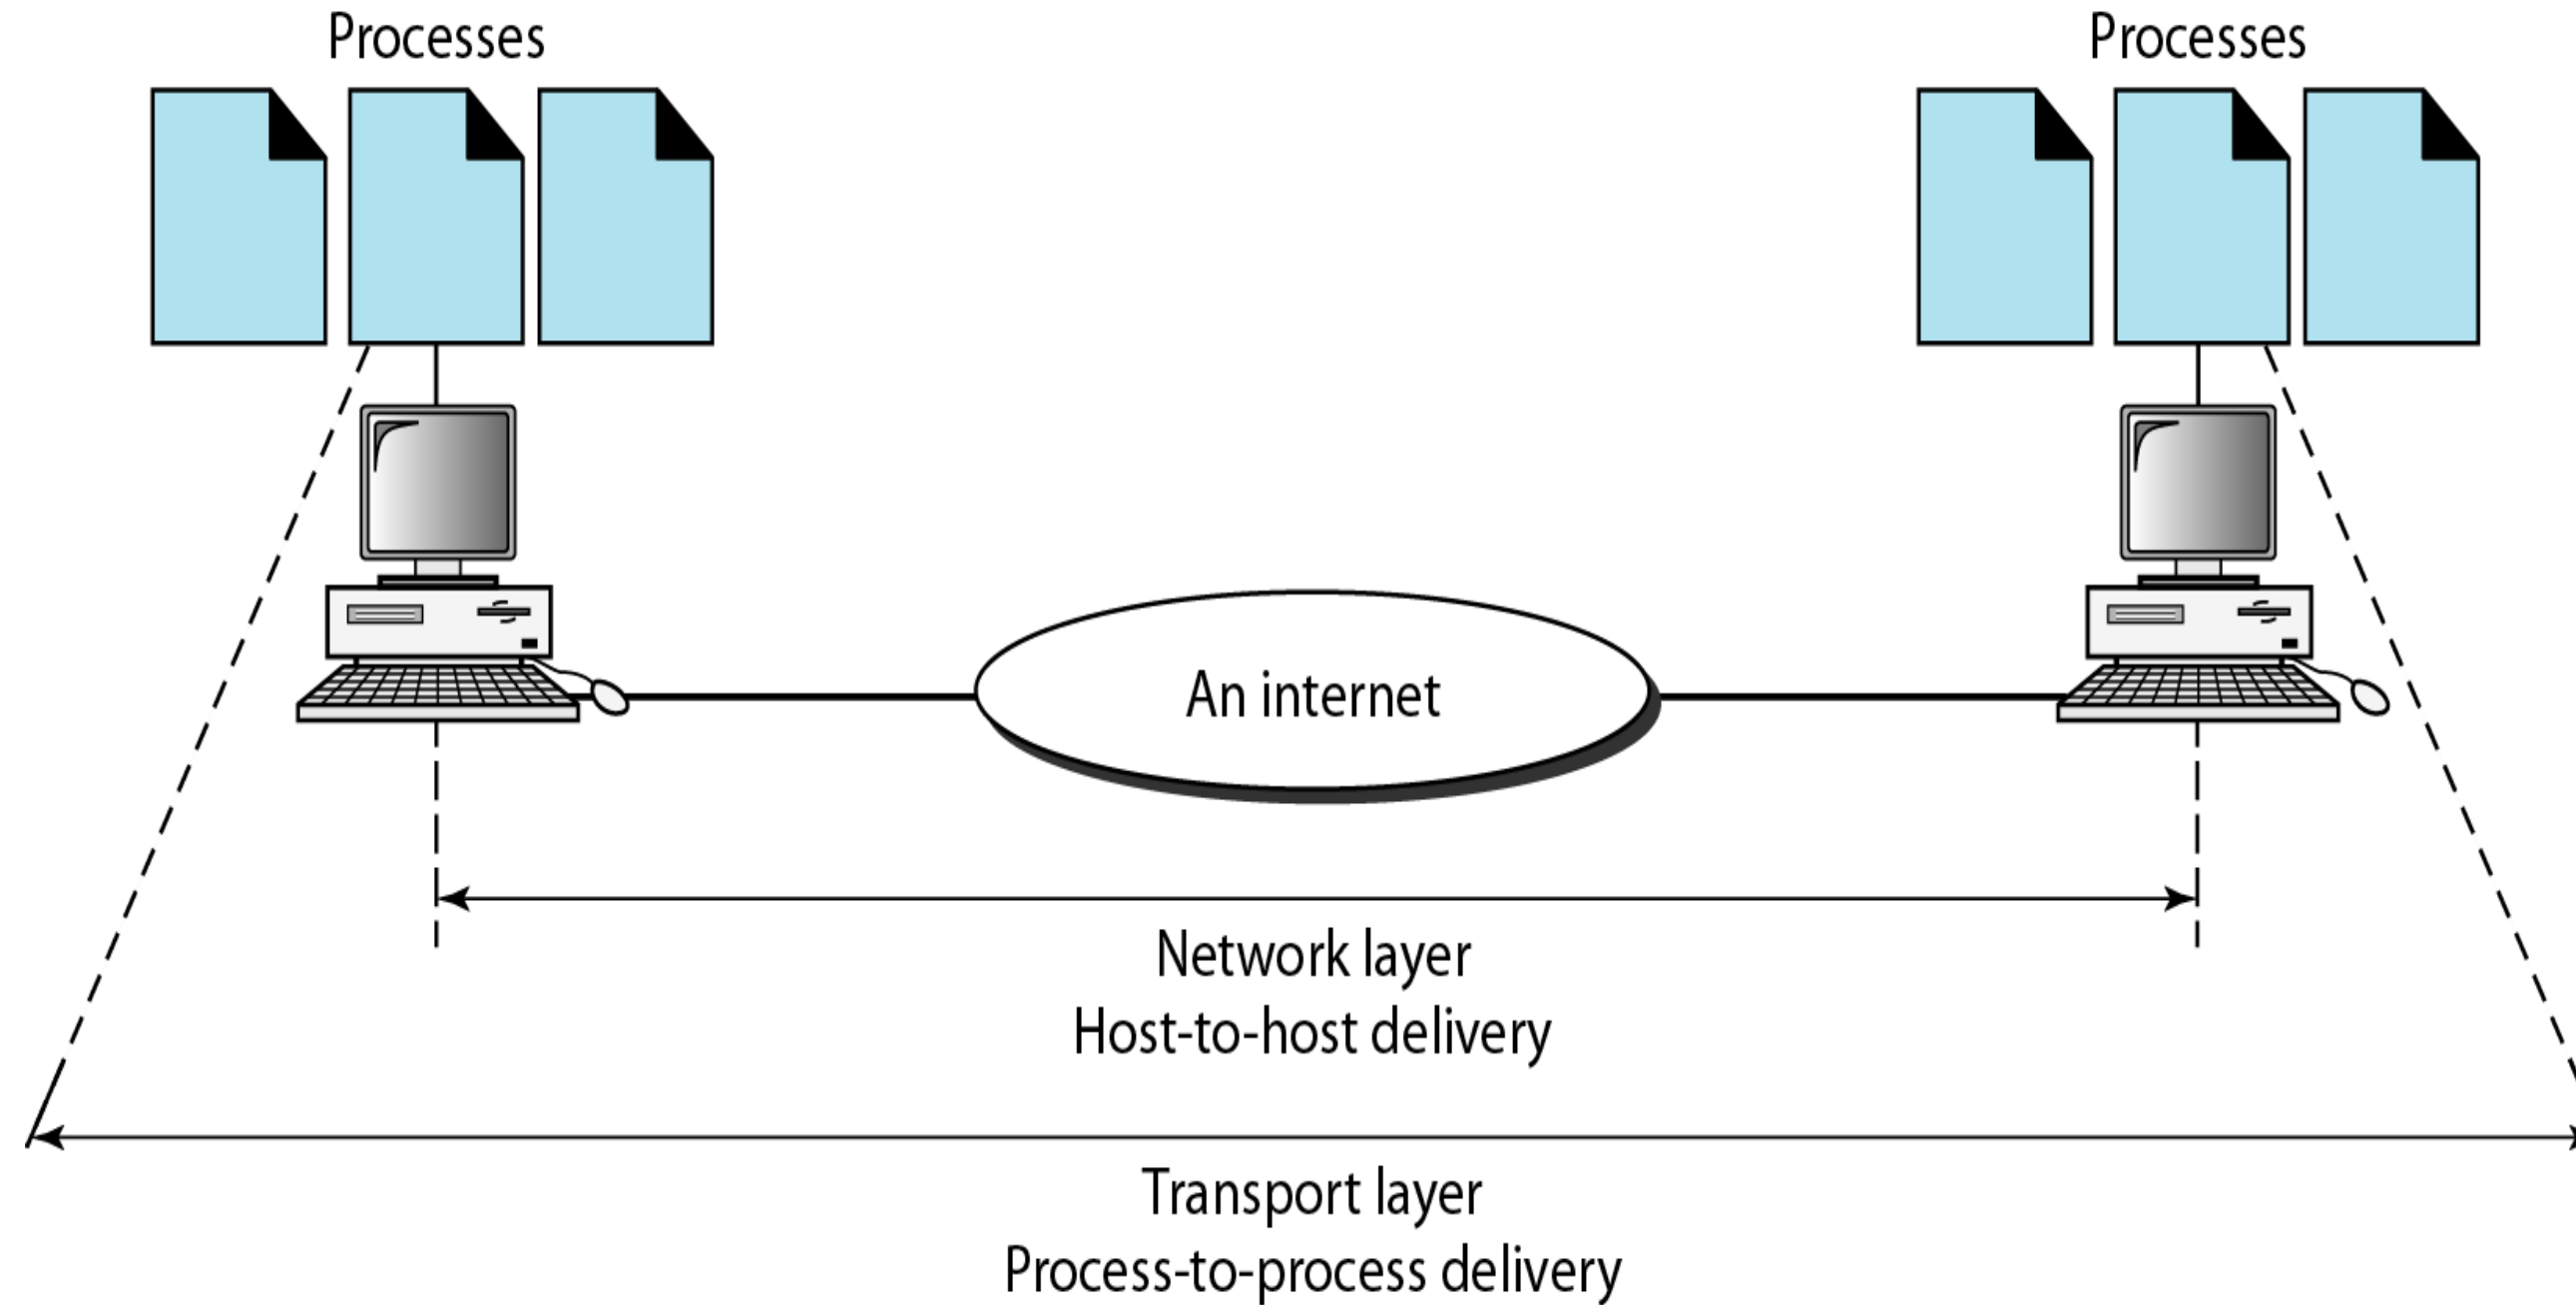 Processes
Processes
An internet
Network layer
Host-to-host delivery
Transport layer
Process-to-process delivery